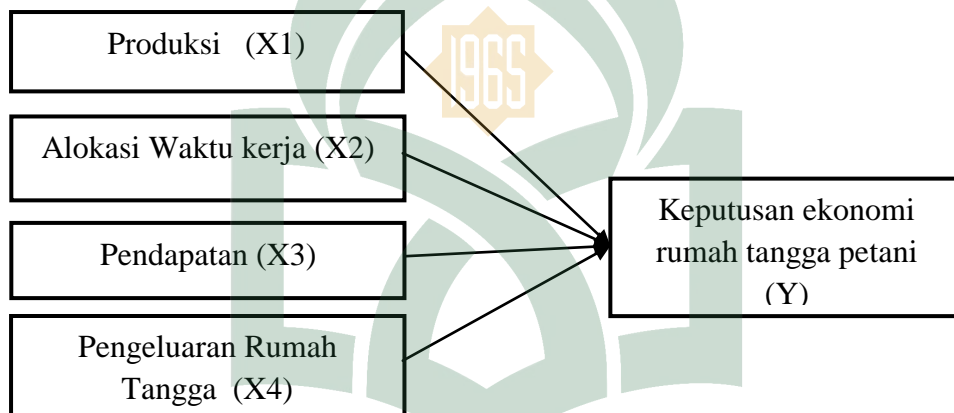 Produksi (X1)
1965
Alokasi Waktu kerja (X2)
Keputusan ekonomi
rumah tangga petani
(Y)
Pendapatan (X3)
Pengeluaran Rumah
Tangga (X4)